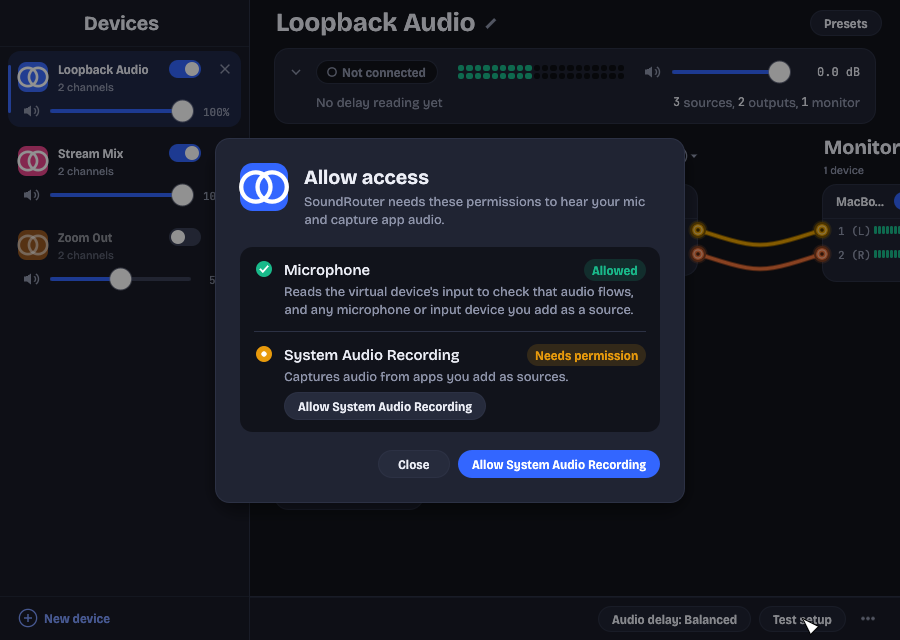 Devices
Loopback Audio
2 channels
100%
Stream Mix
2 channels
Zoom Out
2 channels
New device
Loopback Audio
Presets
Not connected
0.0 dB
No delay reading yet
3 sources, 2 outputs, 1 monitor
Monitor
1 device
MacBo...
1 (L)
2 (R)
Allow access
SoundRouter needs these permissions to hear your mic
and capture app audio.
Microphone
Allowed
Reads the virtual device's input to check that audio flows,
and any microphone or input device you add as a source.
System Audio Recording
Needs permission
Captures audio from apps you add as sources.
Allow System Audio Recording
Close
Allow System Audio Recording
Audio delay: Balanced
Test setup